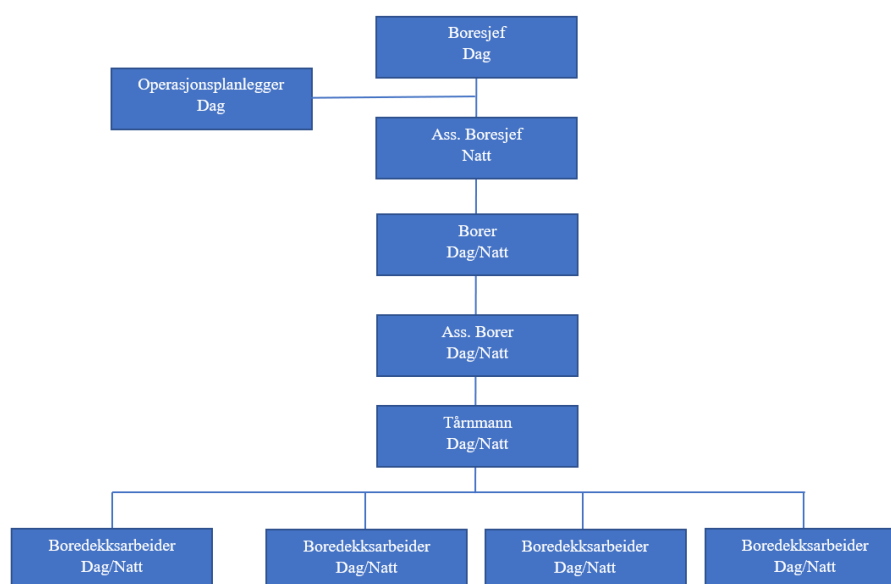 Boresjef
Dag
Operasjonsplanlegger
Dag
Ass. Boresjef
Natt
Borer
Dag/Natt
Ass. Borer
Dag/Natt
Tårnmann
Dag/Natt
Boredekksarbeider
Dag/Natt
Boredekksarbeider
Dag/Natt
Boredekksarbeider
Dag/Natt
Boredekksarbeider
Dag/Natt